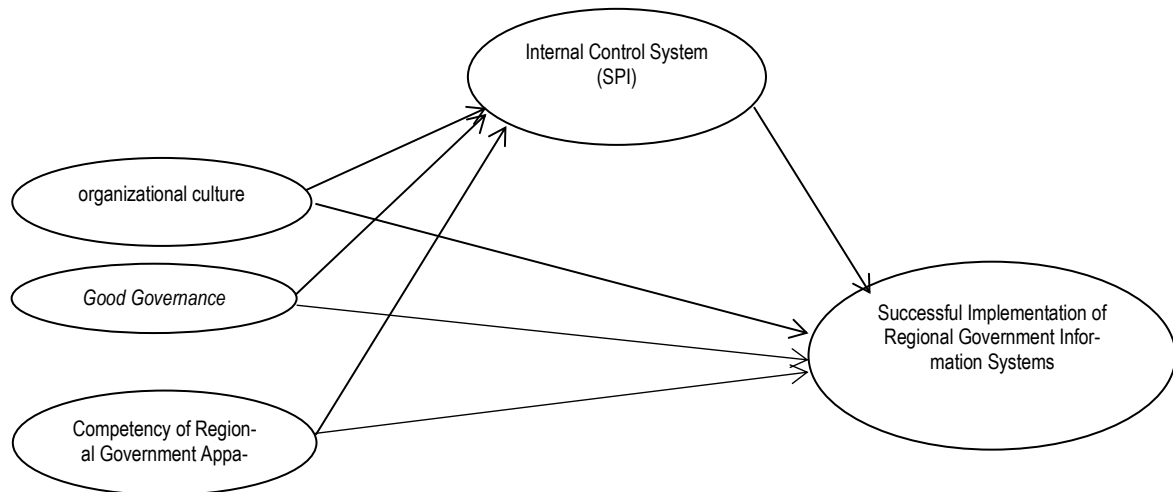 Internal Control System
(SPI)
organizational culture
Good Governance
Competency of Region-
al Government Appa-
Successful Implementation of
Regional Government Infor-
mation Systems